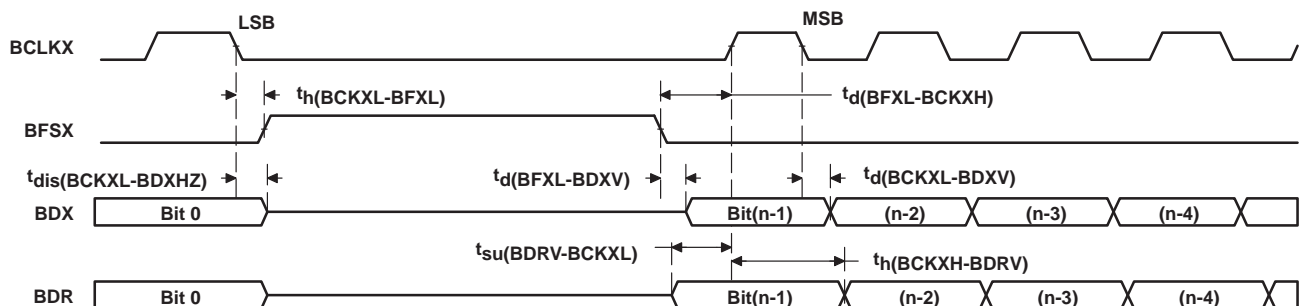 LSB MSB
BCLKX
th(BCKXL-BFXL) td(BFXL-BCKXH)
BFSX
tdis(BCKXL-BDXHZ) td(BFXL-BDXV) td(BCKXL-BDXV)
BDX Bit 0 Bit(n-1) (n-2) (n-3) (n-4)
tsu(BDRV-BCKXL) th(BCKXH-BDRV)
BDR Bit 0 Bit(n-1) (n-2) (n-3) (n-4)